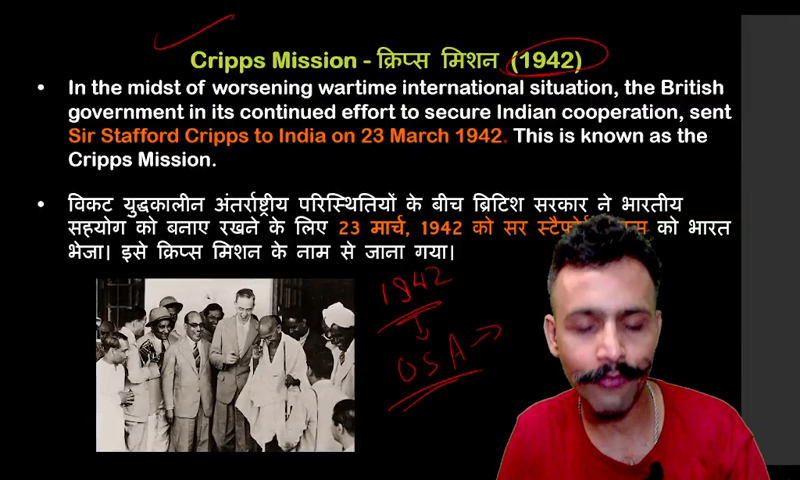 Cripps Mission - क्रिप्स मिशन (1942)
• In the midst of worsening wartime international situation, the British
government in its continued effort to secure Indian cooperation, sent
Sir Stafford Cripps to India on 23 March 1942. This is known as the
Cripps Mission.
• विकट युद्धकालीन अंतर्राष्ट्रीय परिस्थितियों के बीच ब्रिटिश सरकार ने भारतीय
सहयोग को बनाए रखने के लिए 23 मार्च, 1942 को सर को भारत
भेजा। इसे क्रिप्स मिशन के नाम से जाना गया।
1942
OSA